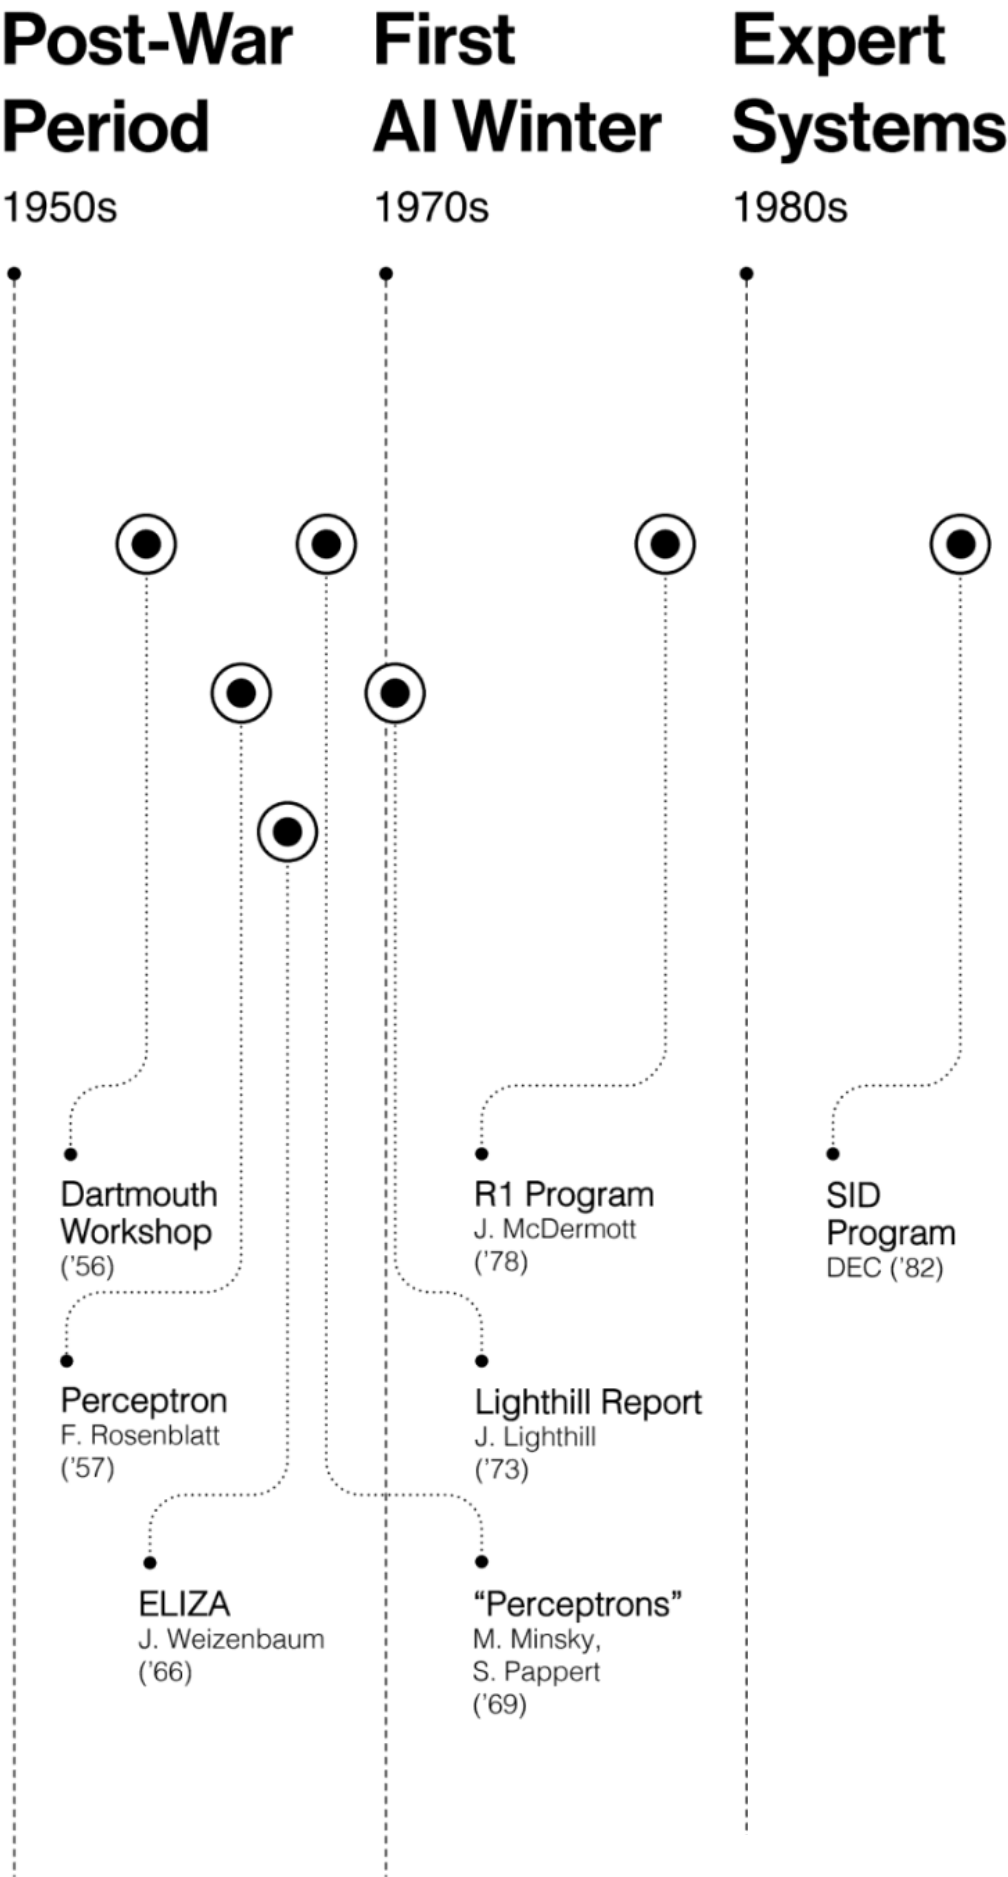 Post-War
Period
1950s
First
AI Winter
1970s
Expert
Systems
1980s
Dartmouth
Workshop
(’56)
Perceptron
F. Rosenblatt
(’57)
ELIZA
J. Weizenbaum
(’66)
R1 Program
J. McDermott
(’78)
Lighthill Report
J. Lighthill
(’73)
“Perceptrons”
M. Minsky,
S. Pappert
(’69)
SID
Program
DEC (’82)